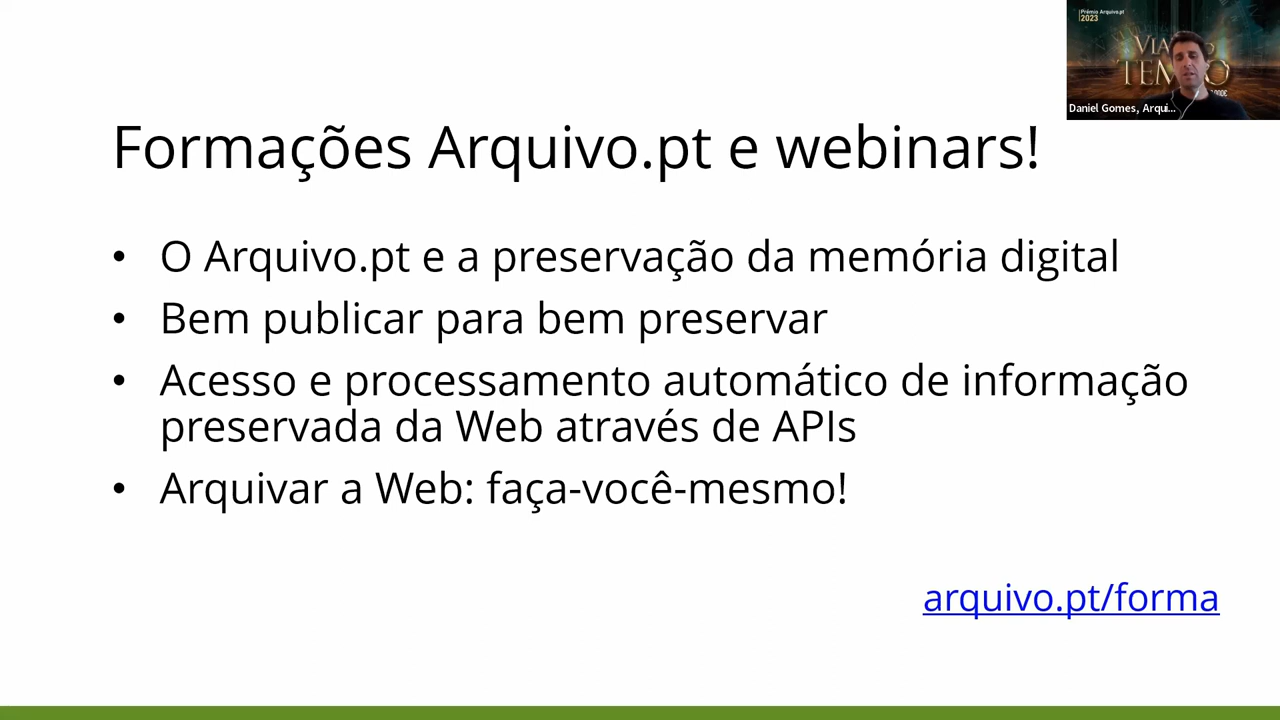 Prémio Arquivo.pt
2023
TEMPO
Daniel Gomes, Arqui...
Formações Arquivo.pt e webinars!
• O Arquivo.pt e a preservação da memória digital
• Bem publicar para bem preservar
• Acesso e processamento automático de informação
preservada da Web através de APIs
• Arquivar a Web: faça-você-mesmo!
arquivo.pt/forma